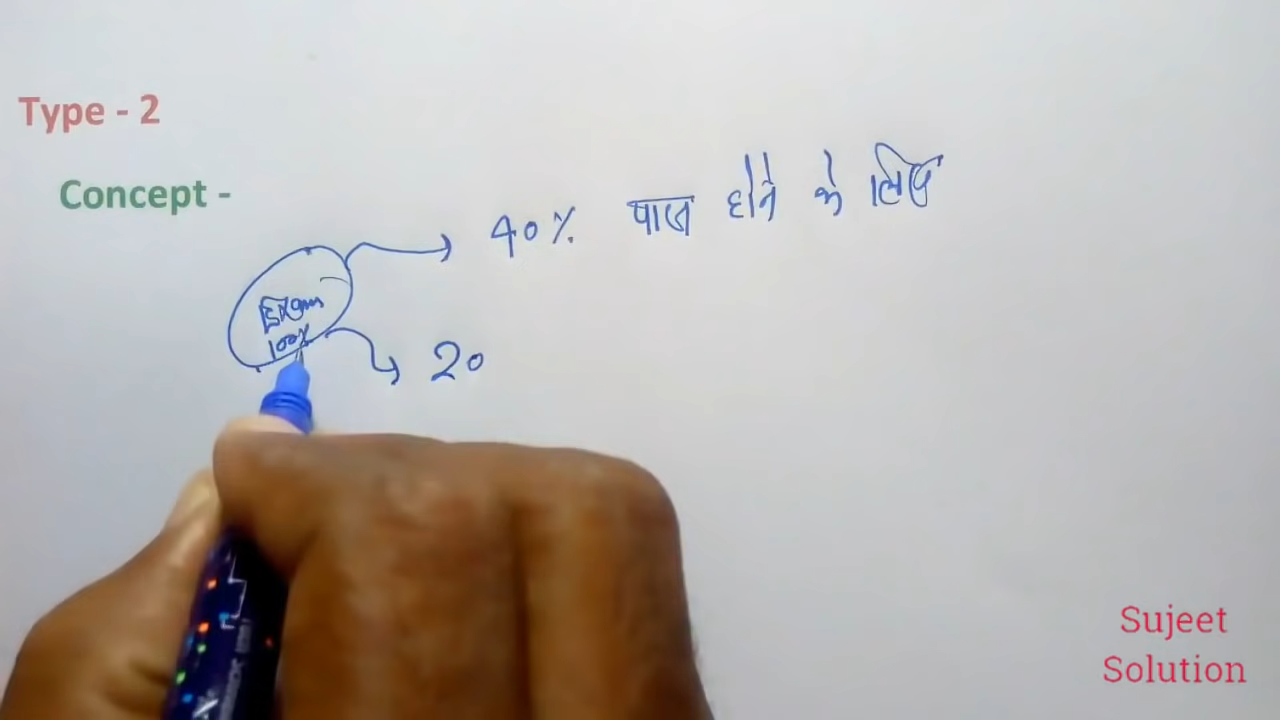 Type - 2
Concept -
40% पास होने के लिए
Exam
100%
20
Sujeet
Solution